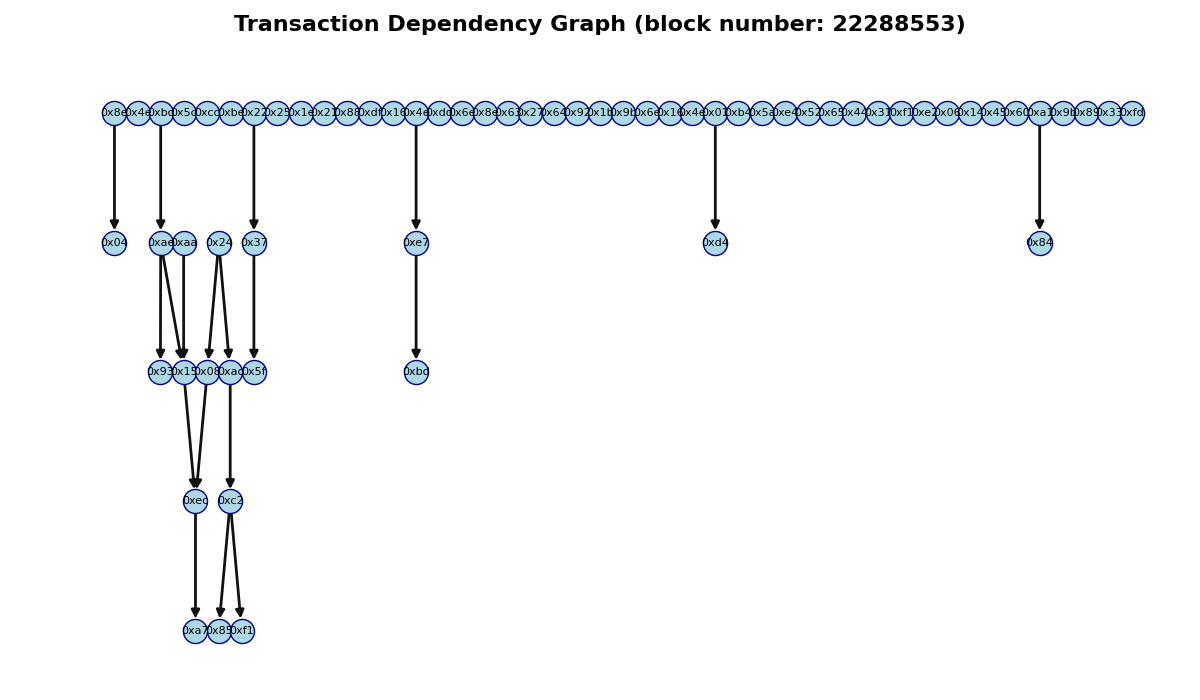 Transaction Dependency Graph (block number: 22288553)
0x8e 0x4e 0xbd 0x5c 0xcc 0xbe 0x22 0x25 0x1e 0x21 0x88 0xdf 0x16 0x4e 0xdd 0x6e 0x8e 0x63 0x27 0x64 0x92 0x1b 0x9b 0x6e 0x16 0x4e 0x01 0xb4 0x5a 0xe4 0x52 0x65 0x44 0x31 0xf1 0xe2 0x06 0x14 0x45 0x60 0xa1 0x9b 0x89 0x33 0xfd
0x04 0xae 0xaa 0x24 0x37 0xe7 0xd4 0x84
0x93 0x15 0x08 0xac 0x5f 0xbd
0xec 0xc2
0xa7 0x85 0xf1